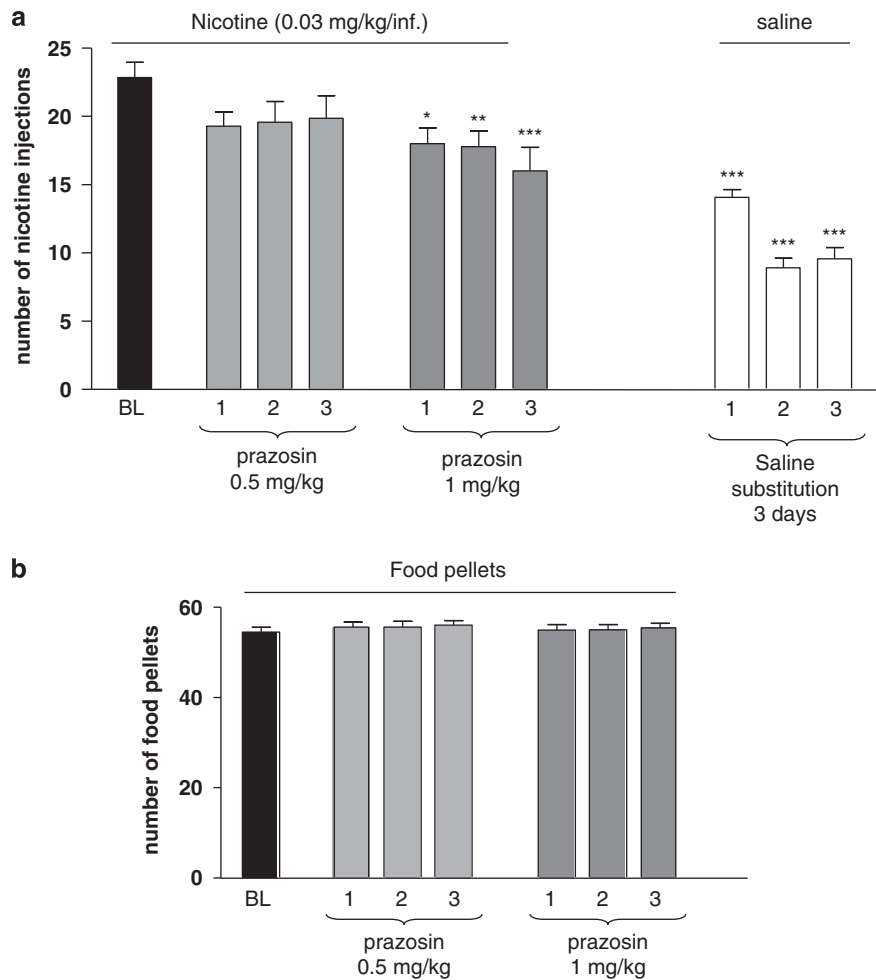 a
Nicotine (0.03 mg/kg/inf.)
saline
number of nicotine injections
25
20
15
10
5
0
*
**
***
***
***
***
BL
1
2
3
1
2
3
1
2
3
prazosin
0.5 mg/kg
prazosin
1 mg/kg
Saline
substitution
3 days
b
Food pellets
number of food pellets
60
40
20
0
BL
1
2
3
1
2
3
prazosin
0.5 mg/kg
prazosin
1 mg/kg